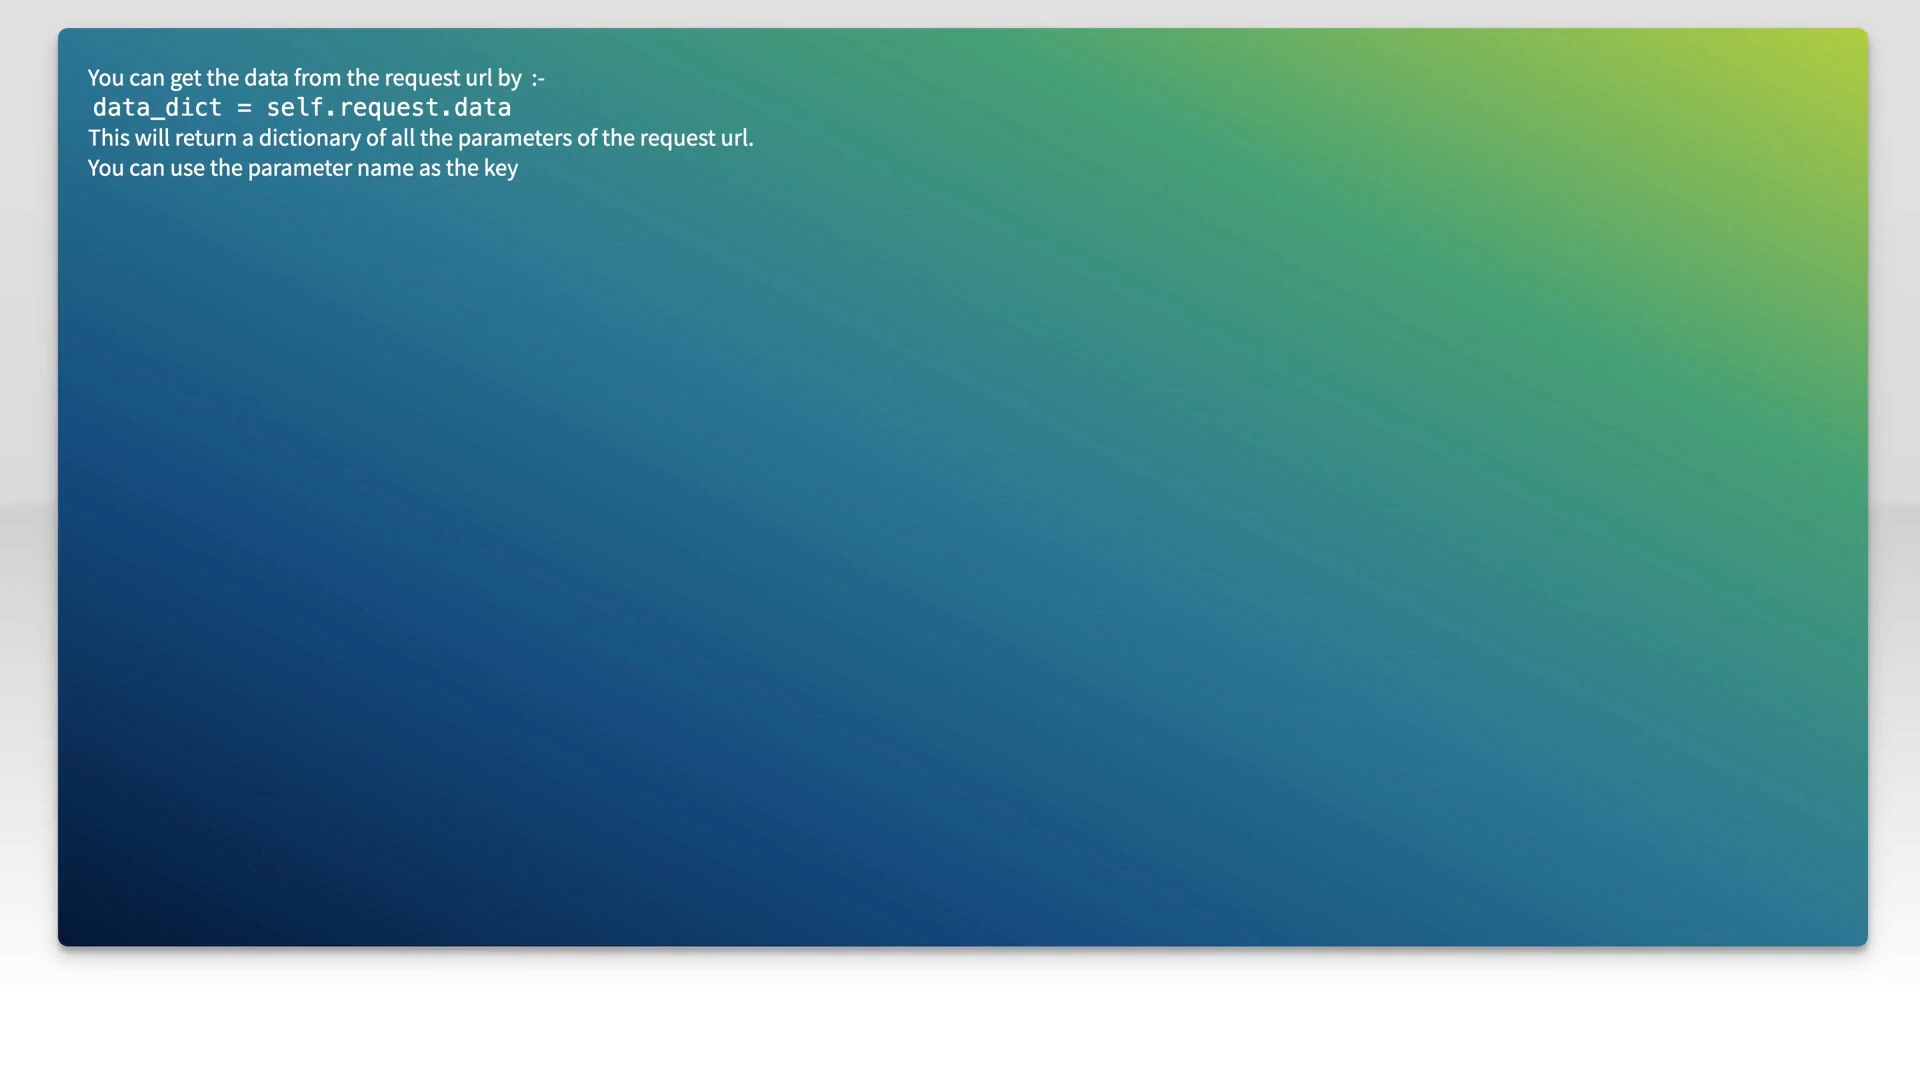 You can get the data from the request url by :-
data_dict = self.request.data
This will return a dictionary of all the parameters of the request url.
You can use the parameter name as the key